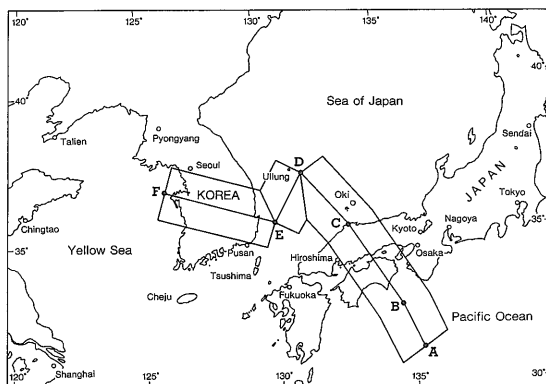 120° 125° 130° 135° 140°
40° 40°
Sea of Japan
Talien
Pyongyang
Sendai
Seoul
D
Ullung
JAPAN
F
KOREA
Oki
Tokyo
C
Kyoto
Nagoya
Chingtao
E
Pusan
Osaka
Yellow Sea
Hiroshima
35° 35°
Tsushima
Cheju
Fukuoka
B
Pacific Ocean
A
Shanghai
30°
125° 130° 135°